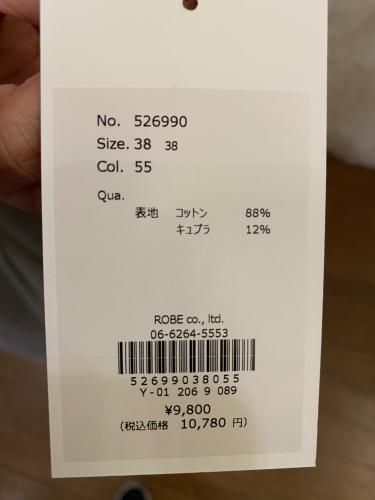 No. 526990
Size. 38 38
Col. 55
Qua.
表地 コットン 88%
キュプラ 12%
ROBE co., ltd.
06-6264-5553
52699038055
Y-01 206 9 089
¥9,800
(税込価格 10,780 円)